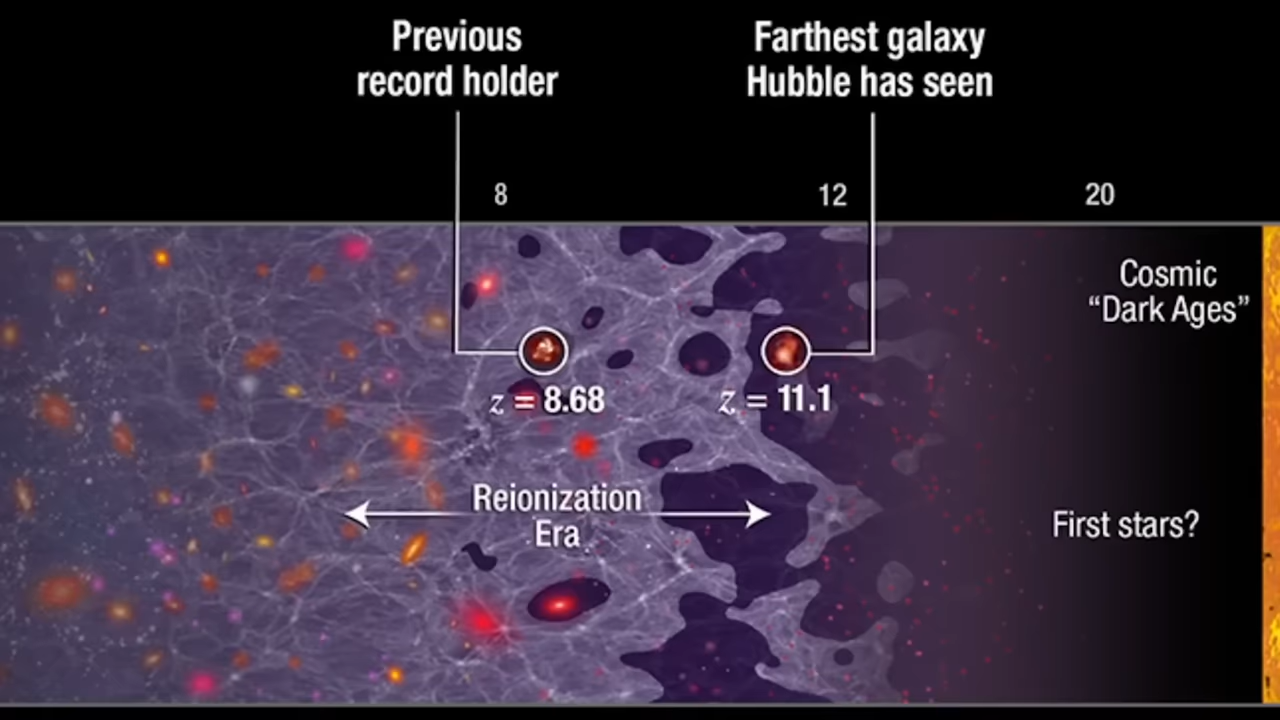 Previous
record holder
Farthest galaxy
Hubble has seen
8
12
20
Cosmic
“Dark Ages”
z = 8.68
z = 11.1
Reionization
Era
First stars?